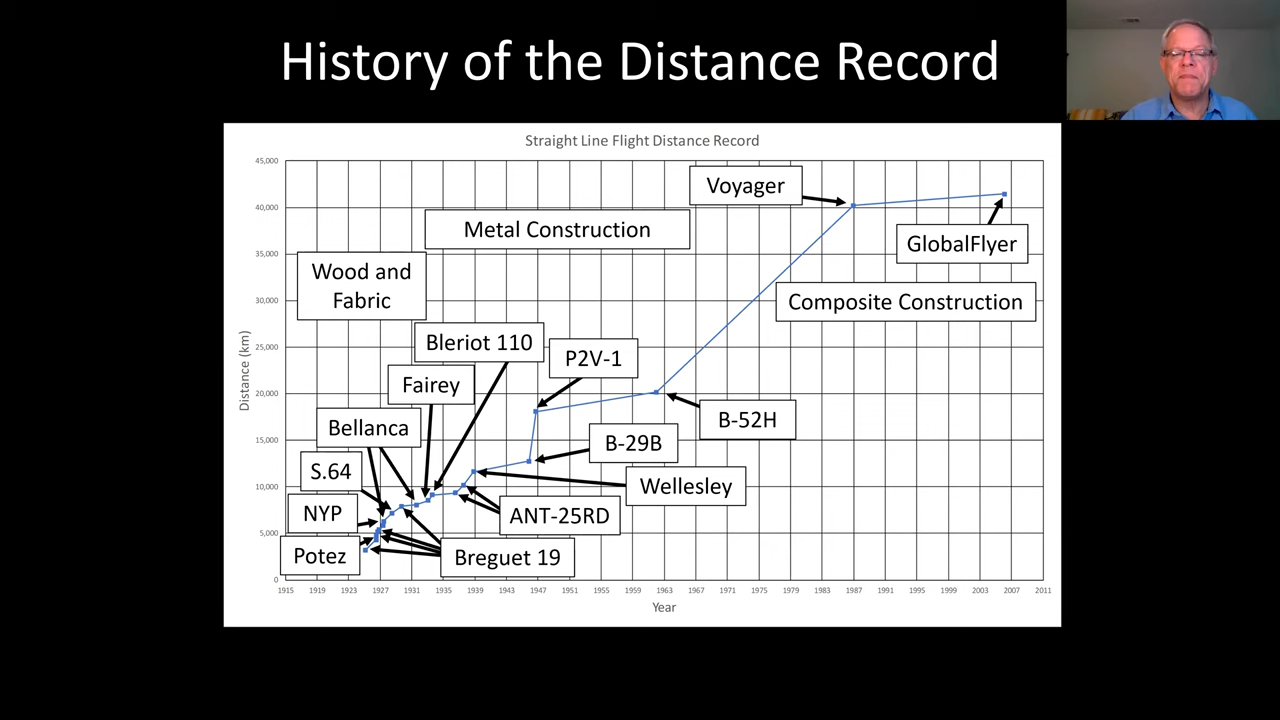 History of the Distance Record
Straight Line Flight Distance Record
45,000
40,000
35,000
30,000
25,000
20,000
15,000
10,000
5,000
0
Distance (km)
Voyager
Metal Construction
GlobalFlyer
Wood and
Fabric
Composite Construction
Bleriot 110
P2V-1
Fairey
Bellanca
B-52H
B-29B
S.64
Wellesley
NYP
ANT-25RD
Potez
Breguet 19
1915 1919 1923 1927 1931 1935 1939 1943 1947 1951 1955 1959 1963 1967 1971 1975 1979 1983 1987 1991 1995 1999 2003 2007 2011
Year